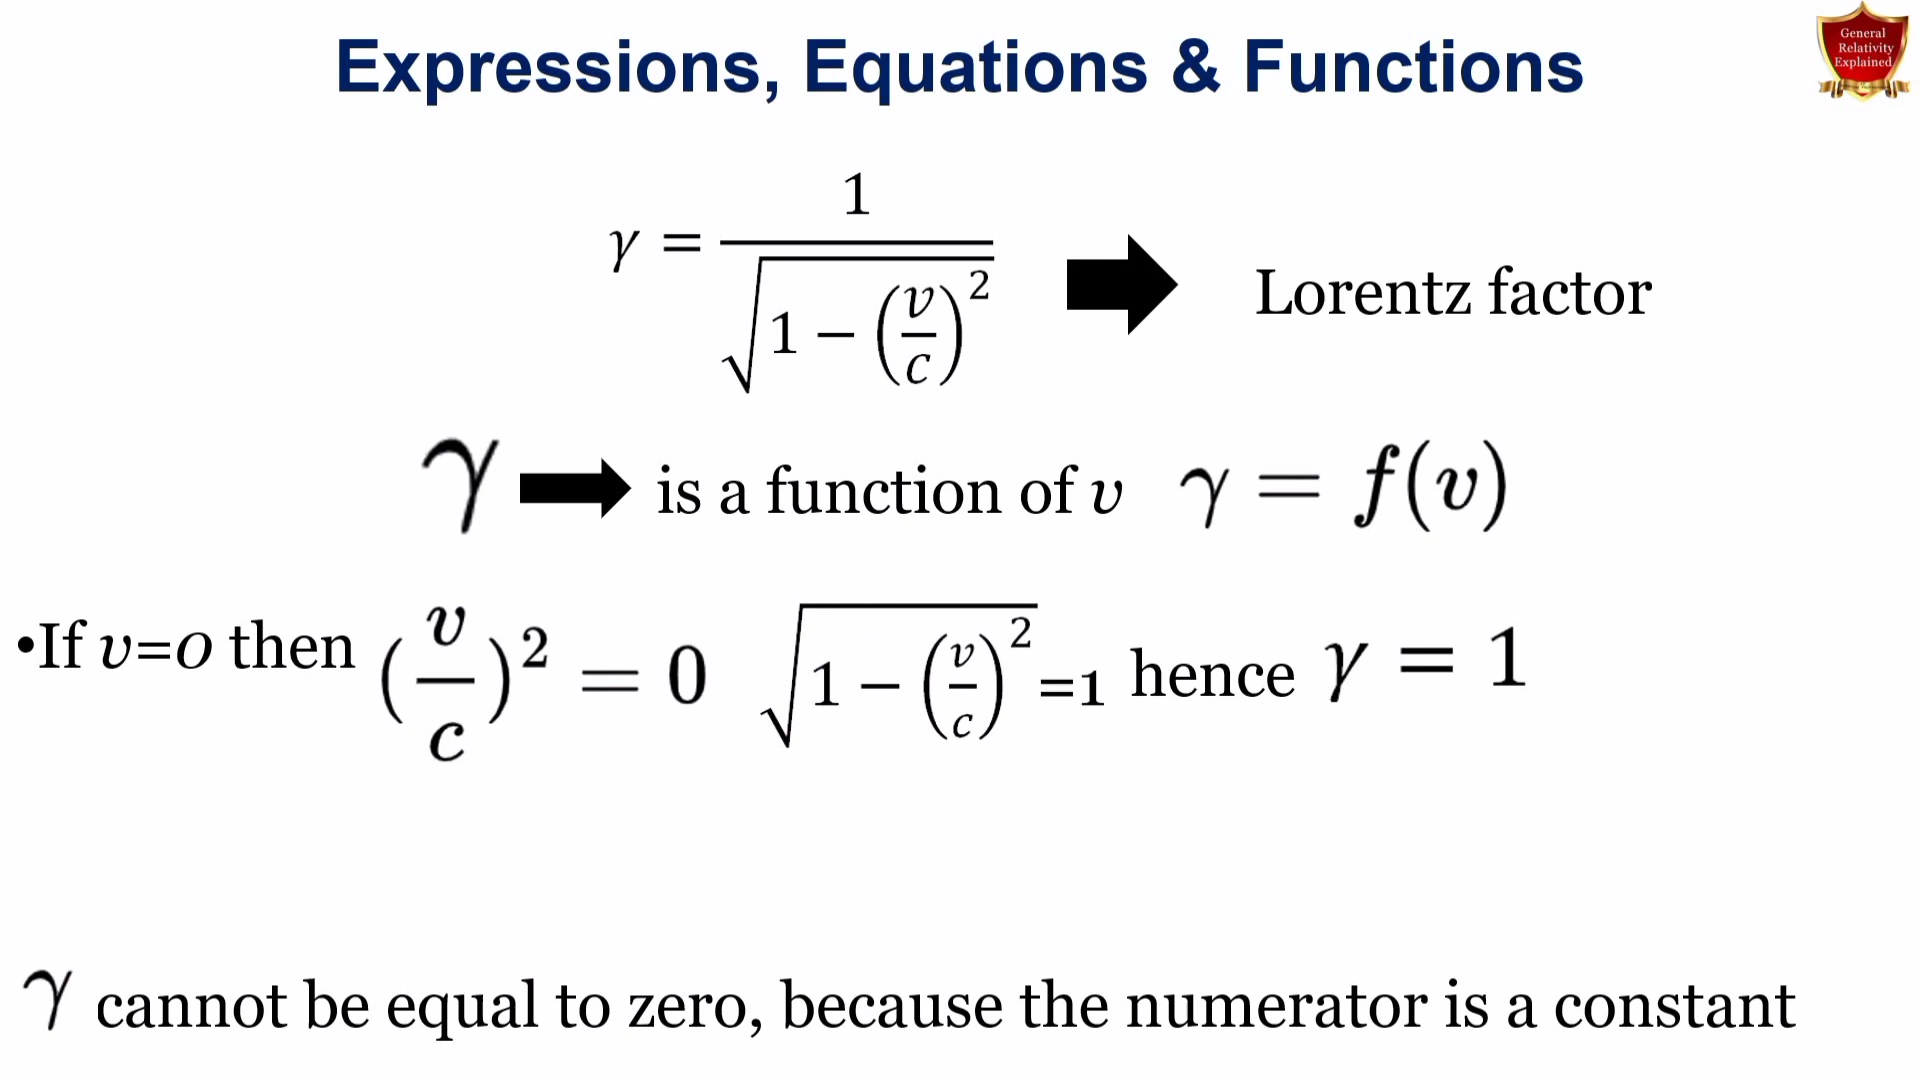 Expressions, Equations & Functions
General
Relativity
Explained
γ = 1 / √(1 − (v/c)²)
Lorentz factor
γ is a function of v γ = f(v)
•If v=0 then (v/c)² = 0 √(1 − (v/c)²) =1 hence γ = 1
γ cannot be equal to zero, because the numerator is a constant